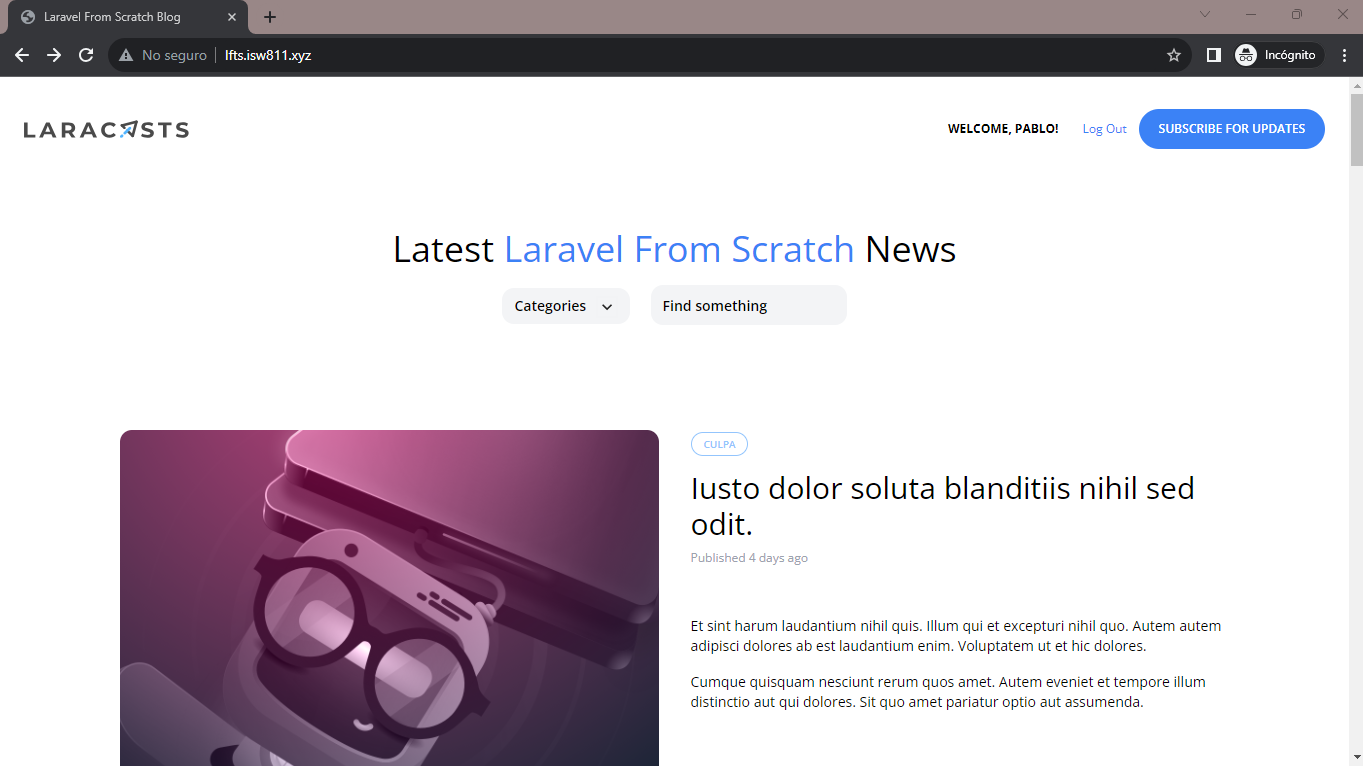 Laravel From Scratch Blog
No seguro
lfts.isw811.xyz
Incógnito
LARACASTS
WELCOME, PABLO!
Log Out
SUBSCRIBE FOR UPDATES
Latest Laravel From Scratch News
Categories
Find something
CULPA
Iusto dolor soluta blanditiis nihil sed
odit.
Published 4 days ago
Et sint harum laudantium nihil quis. Illum qui et excepturi nihil quo. Autem autem
adipisci dolores ab est laudantium enim. Voluptatem ut et hic dolores.
Cumque quisquam nesciunt rerum quos amet. Autem eveniet et tempore illum
distinctio aut qui dolores. Sit quo amet pariatur optio aut assumenda.